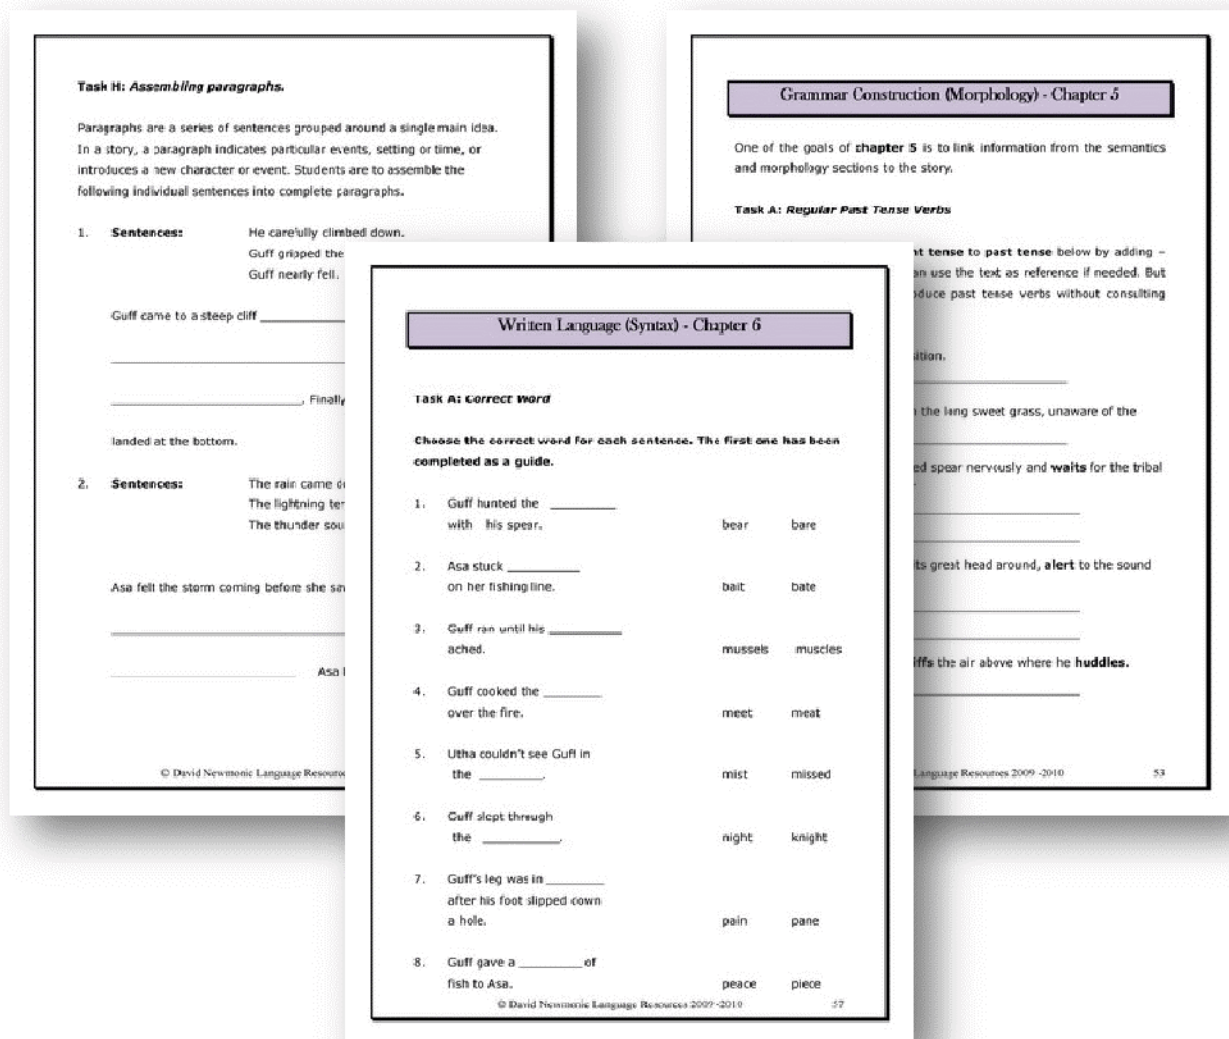 Task H: Assembling paragraphs.
Paragraphs are a series of sentences grouped around a single main idea.
In a story, a paragraph indicates particular events, setting or time, or
introduces a new character or event. Students are to assemble the
following individual sentences into complete paragraphs.
1. Sentences: He carefully climbed down.
Guff gripped the
Guff nearly fell.
Guff came to a steep cliff
. Finally
landed at the bottom.
2. Sentences: The rain came
The lightning
The thunder
Asa felt the storm coming before she
Asa
© David Newmonic Language
Written Language (Syntax) - Chapter 6
Task A: Correct Word
Choose the correct word for each sentence. The first one has been
completed as a guide.
1. Guff hunted the
with his spear. bear bare
2. Asa stuck
on her fishing line. bait bate
3. Guff ran until his
ached. mussels muscles
4. Guff cooked the
over the fire. meet meat
5. Utha couldn't see Guff in
the . mist missed
6. Guff slept through
the . night knight
7. Guff's leg was in
after his foot slipped down
a hole. pain pane
8. Guff gave a of
fish to Asa. peace piece
© David Newmonic Language Resources 2009 -2010 57
Grammar Construction (Morphology) - Chapter 5
One of the goals of chapter 5 is to link information from the semantics
and morphology sections to the story.
Task A: Regular Past Tense Verbs
tense to past tense below by adding –
use the text as reference if needed. But
past tense verbs without consulting
the long sweet grass, unaware of the
spear nervously and waits for the tribal
great head around, alert to the sound
the air above where he huddles.
Language Resources 2009 -2010 53